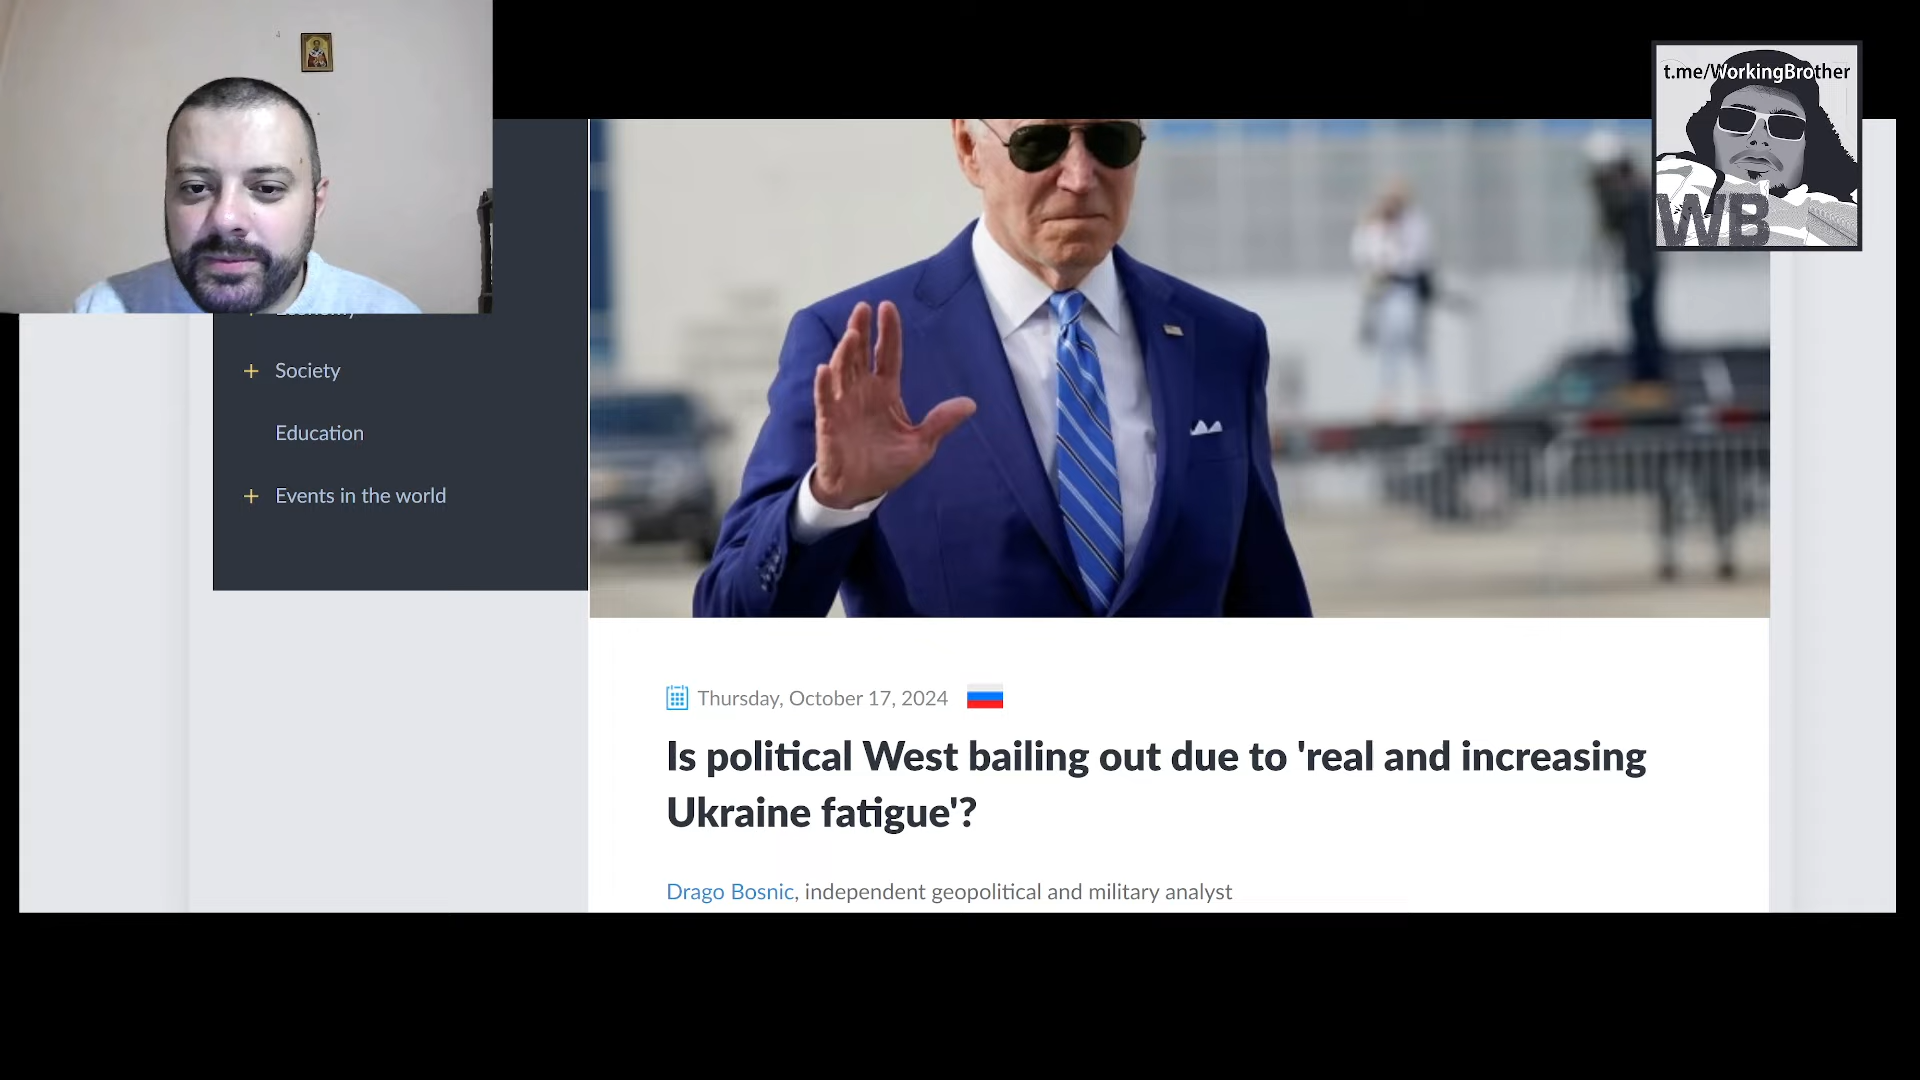 t.me/WorkingBrother
WB
Society
Education
Events in the world
Thursday, October 17, 2024
Is political West bailing out due to 'real and increasing
Ukraine fatigue'?
Drago Bosnic, independent geopolitical and military analyst